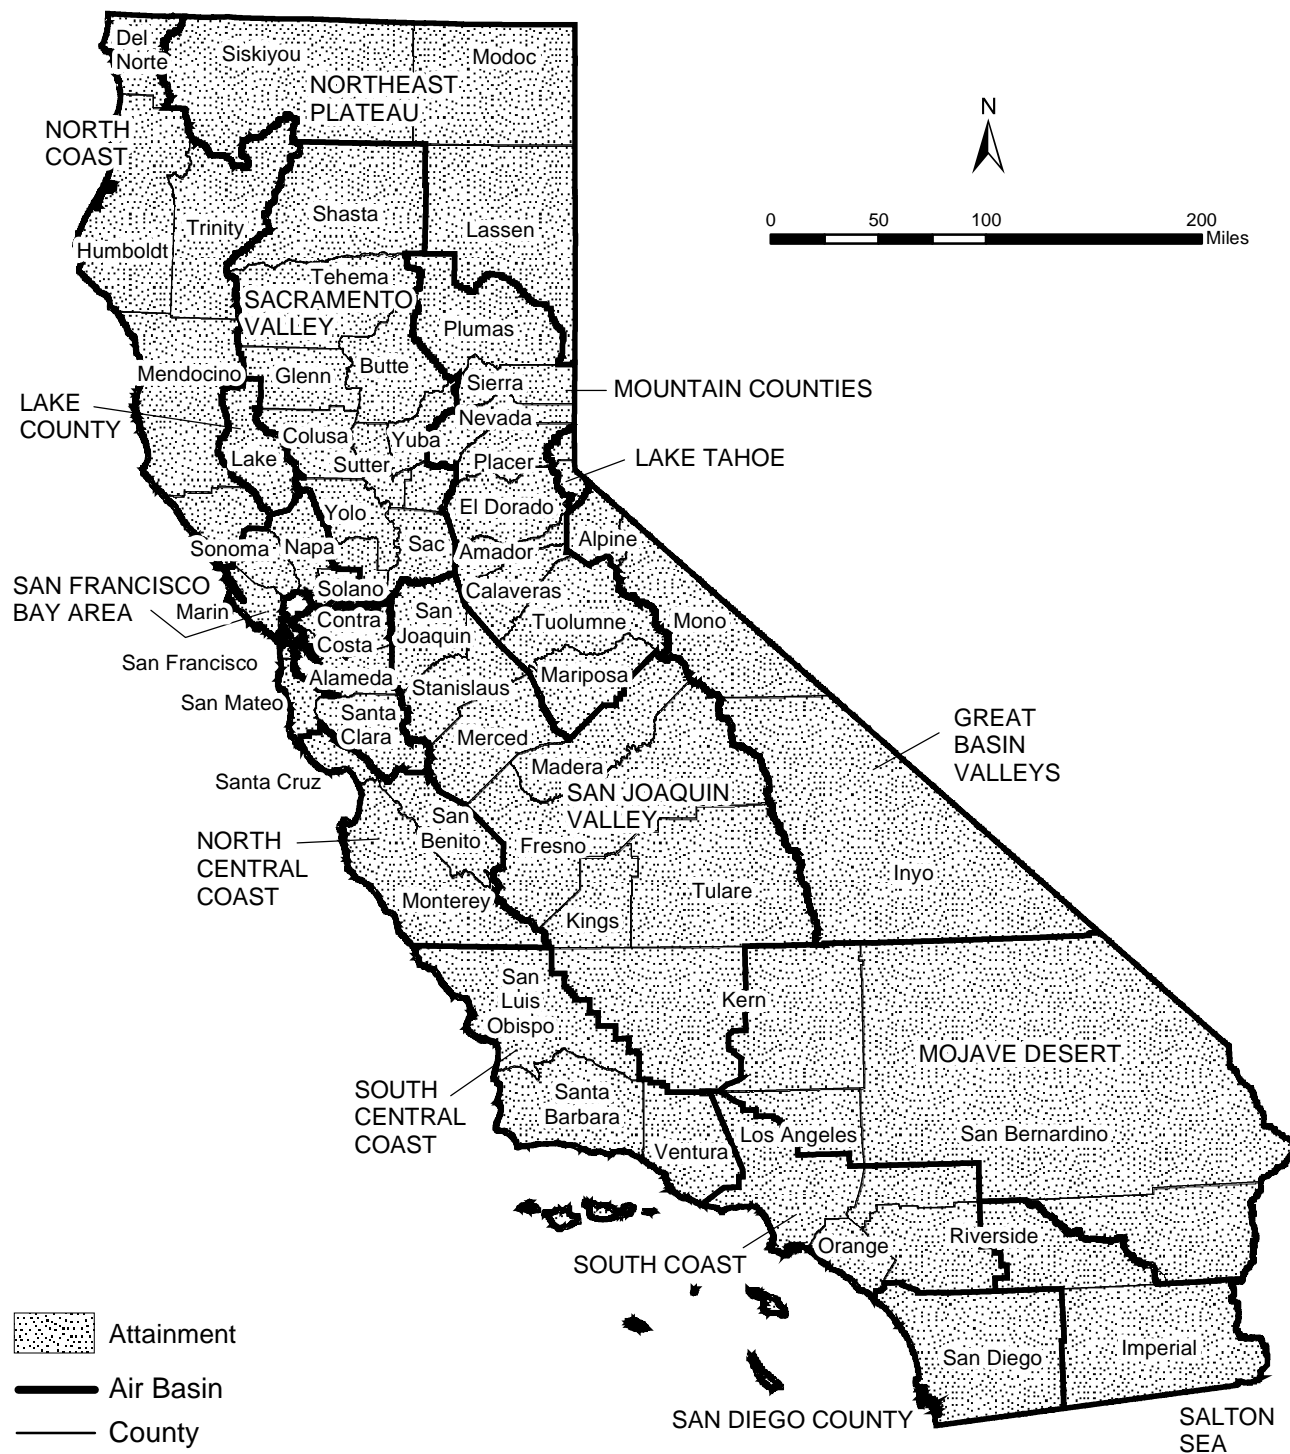 Del
Norte
Siskiyou
Modoc
NORTHEAST
PLATEAU
N
NORTH
COAST
0 50 100 200
Miles
Shasta
Trinity
Lassen
Humboldt
Tehema
SACRAMENTO
VALLEY
Plumas
Butte
Mendocino
Glenn
Sierra
MOUNTAIN COUNTIES
LAKE
COUNTY
Nevada
Colusa
Yuba
Lake
Sutter
Placer
LAKE TAHOE
Yolo
El Dorado
Sonoma
Napa
Sac
Amador
Alpine
SAN FRANCISCO
BAY AREA
Marin
Solano
Calaveras
Contra
Costa
San
Joaquin
Tuolumne
Mono
San Francisco
Alameda
Stanislaus
Mariposa
San Mateo
Santa
Clara
Merced
GREAT
BASIN
VALLEYS
Madera
Santa Cruz
SAN JOAQUIN
VALLEY
San
Benito
NORTH
CENTRAL
COAST
Fresno
Inyo
Monterey
Tulare
Kings
San
Luis
Obispo
Kern
MOJAVE DESERT
SOUTH
CENTRAL
COAST
Santa
Barbara
Los Angeles
San Bernardino
Ventura
Orange
Riverside
SOUTH COAST
Attainment
Air Basin
County
San Diego
Imperial
SAN DIEGO COUNTY
SALTON
SEA